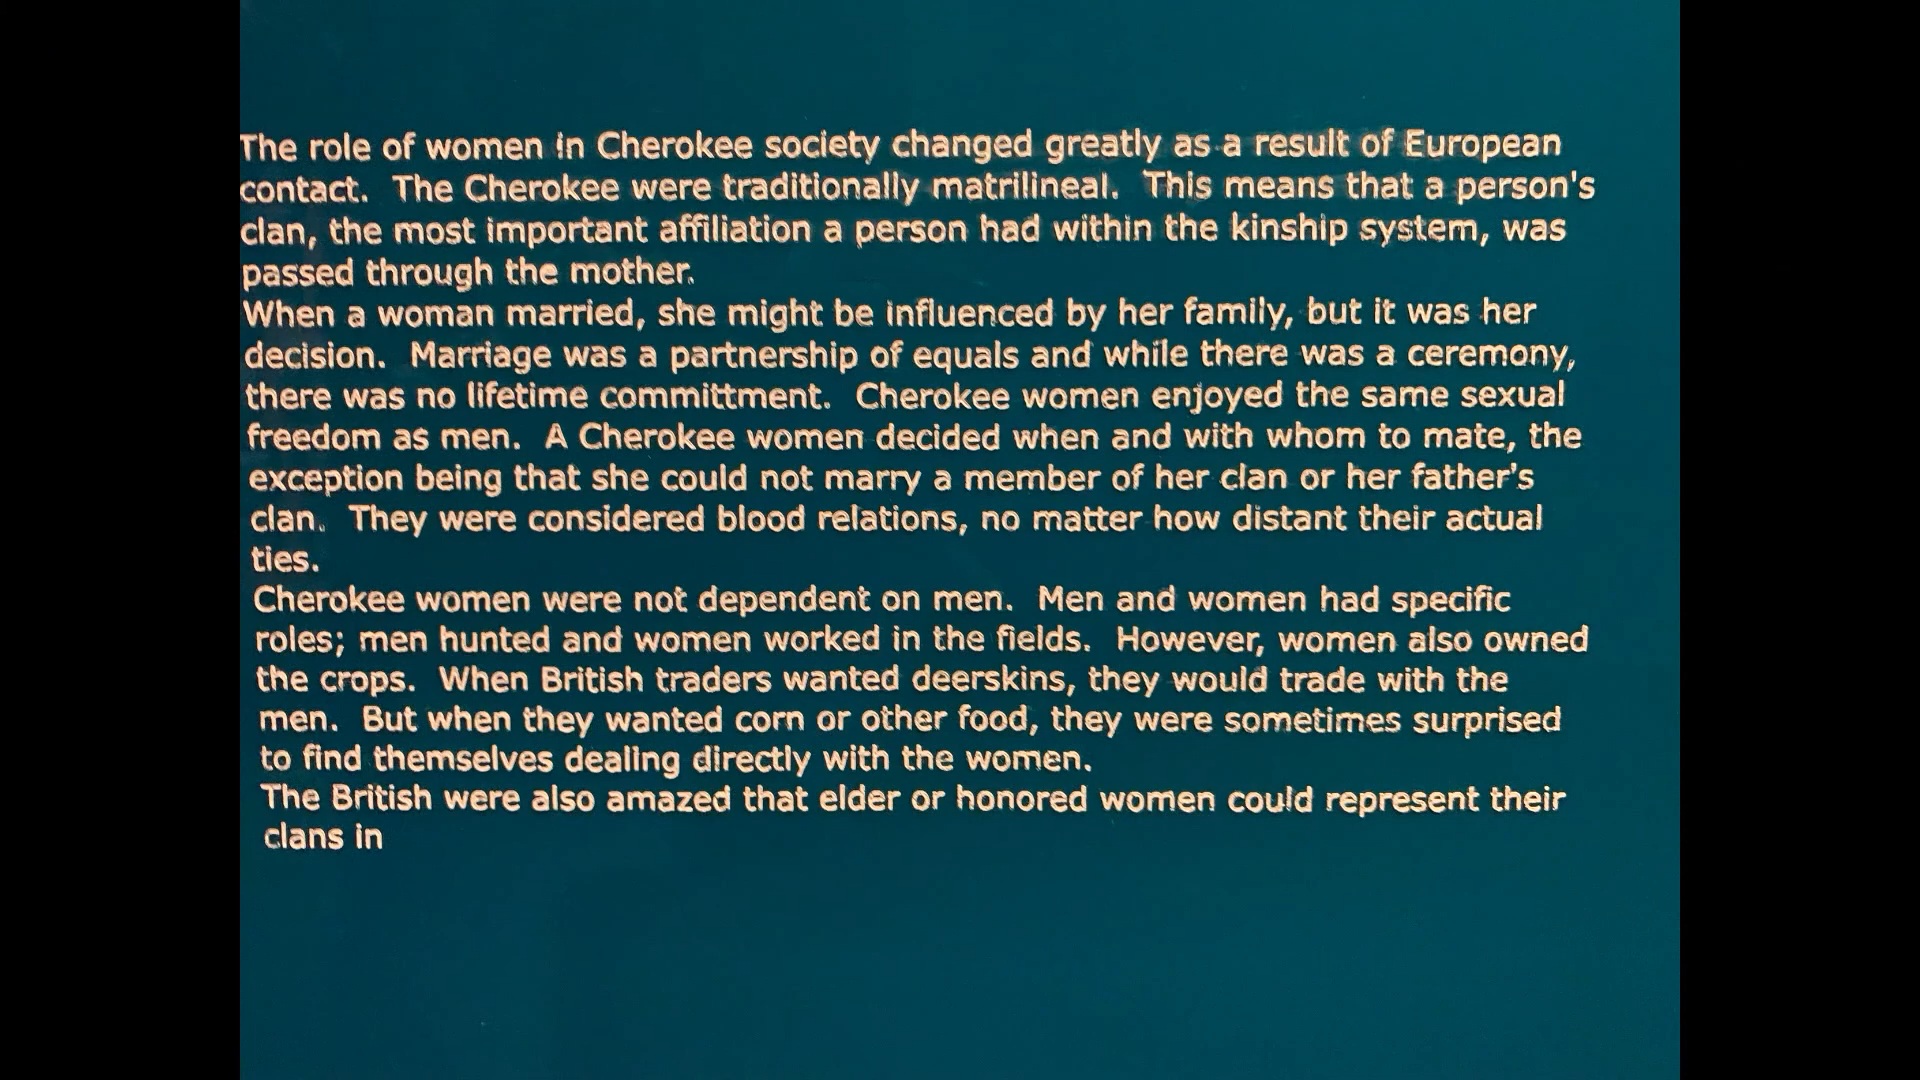 The role of women in Cherokee society changed greatly as a result of European
contact.  The Cherokee were traditionally matrilineal.  This means that a person's
clan, the most important affiliation a person had within the kinship system, was
passed through the mother.
When a woman married, she might be influenced by her family, but it was her
decision.  Marriage was a partnership of equals and while there was a ceremony,
there was no lifetime committment.  Cherokee women enjoyed the same sexual
freedom as men.  A Cherokee women decided when and with whom to mate, the
exception being that she could not marry a member of her clan or her father's
clan.  They were considered blood relations, no matter how distant their actual
ties.
Cherokee women were not dependent on men.  Men and women had specific
roles; men hunted and women worked in the fields.  However, women also owned
the crops.  When British traders wanted deerskins, they would trade with the
men.  But when they wanted corn or other food, they were sometimes surprised
to find themselves dealing directly with the women.
The British were also amazed that elder or honored women could represent their
clans in